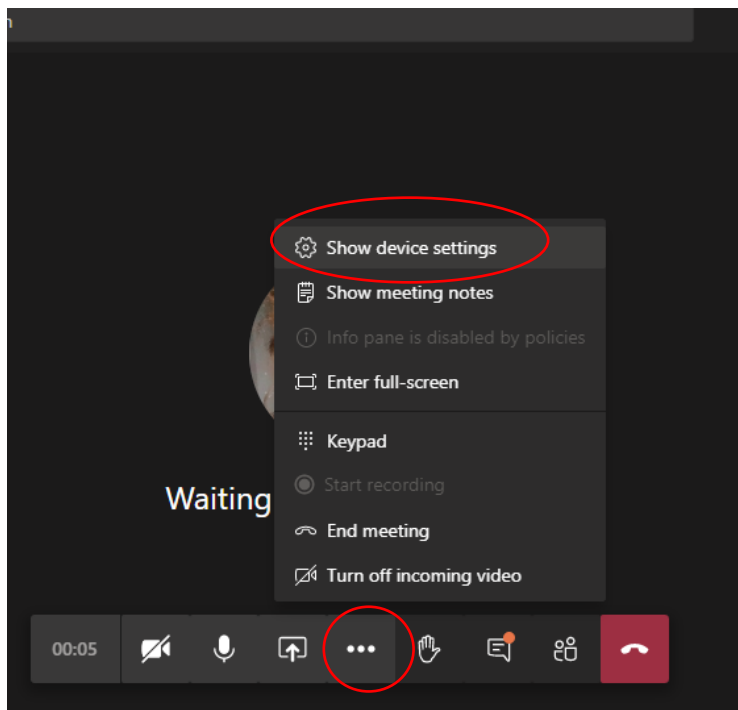 Show device settings
Show meeting notes
Info pane is disabled by policies
Enter full-screen
Keypad
Waiting
Start recording
End meeting
Turn off incoming video
00:05